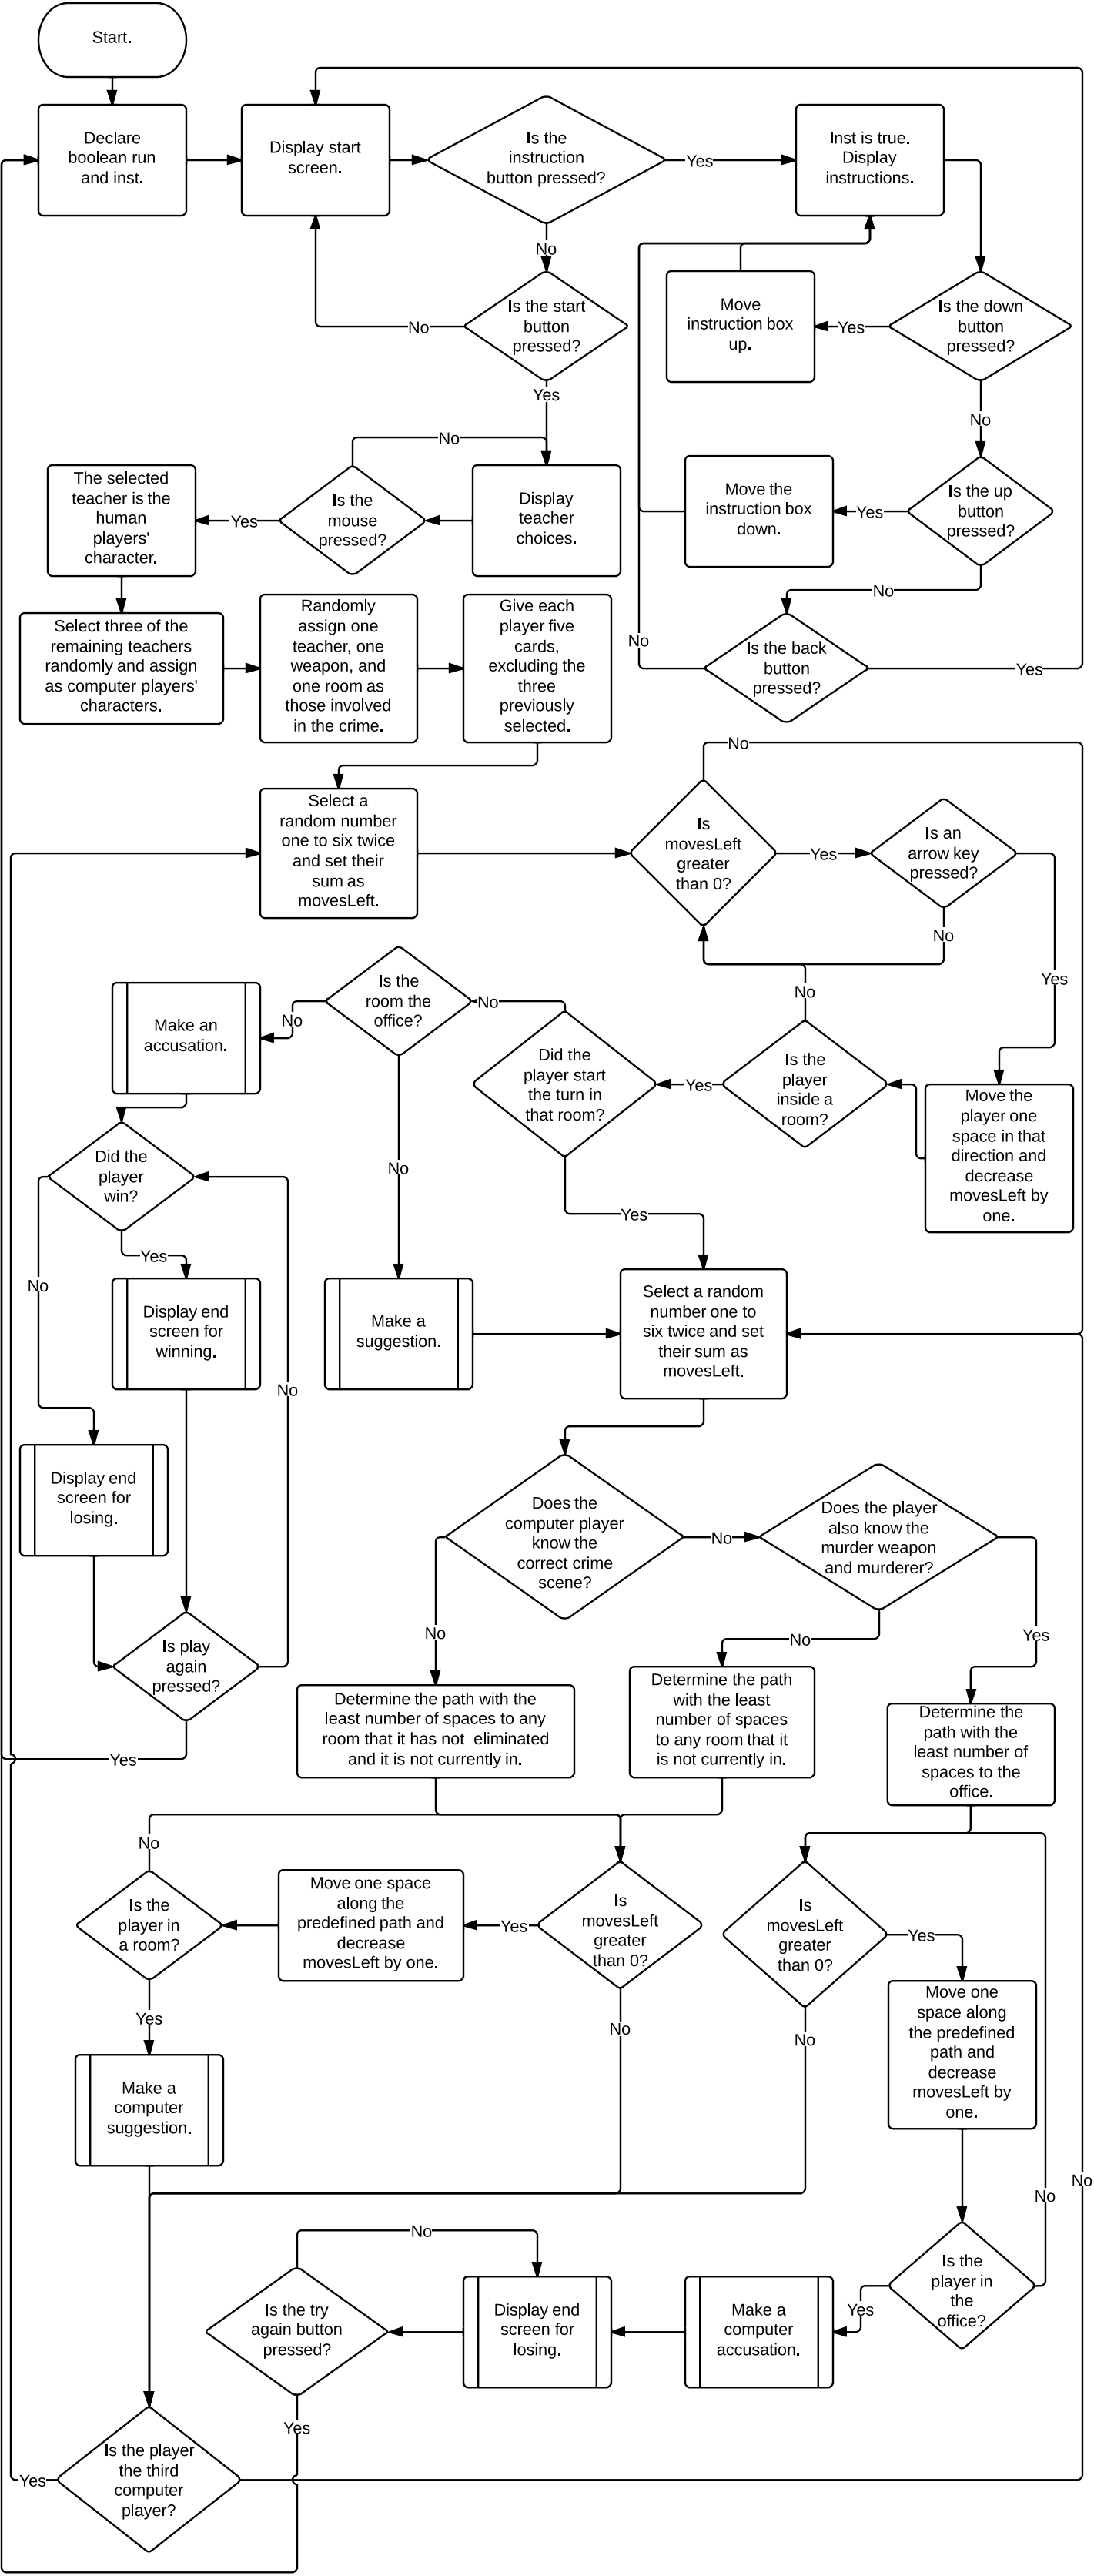 Start.
Declare
boolean run
and inst.
Display start
screen.
Is the
instruction
button pressed?
Yes
Inst is true.
Display
instructions.
No
Is the start
button
pressed?
No
Move
instruction box
up.
Yes
Is the down
button
pressed?
Yes
No
No
The selected
teacher is the
human
players'
character.
Yes
Is the
mouse
pressed?
Display
teacher
choices.
Move the
instruction box
down.
Yes
Is the up
button
pressed?
No
Select three of the
remaining teachers
randomly and assign
as computer players'
characters.
Randomly
assign one
teacher, one
weapon, and
one room as
those involved
in the crime.
Give each
player five
cards,
excluding the
three
previously
selected.
No
Is the back
button
pressed?
Yes
No
Select a
random number
one to six twice
and set their
sum as
movesLeft.
Is
movesLeft
greater
than 0?
Yes
Is an
arrow key
pressed?
No
Yes
Make an
accusation.
No
Is the
room the
office?
No
No
Did the
player start
the turn in
that room?
Yes
Is the
player
inside a
room?
Move the
player one
space in that
direction and
decrease
movesLeft by
one.
Did the
player
win?
No
Yes
Yes
No
Display end
screen for
winning.
Make a
suggestion.
Select a random
number one to
six twice and set
their sum as
movesLeft.
No
Display end
screen for
losing.
Does the
computer player
know the
correct crime
scene?
No
Does the player
also know the
murder weapon
and murderer?
No
No
Yes
Is play
again
pressed?
Yes
Determine the path with the
least number of spaces to any
room that it has not  eliminated
and it is not currently in.
Determine the path
with the least
number of spaces
to any room that it
is not currently in.
Determine the
path with the
least number of
spaces to the
office.
No
Is the
player in
a room?
Move one space
along the
predefined path and
decrease
movesLeft by one.
Yes
Is
movesLeft
greater
than 0?
Is
movesLeft
greater
than 0?
Yes
Yes
No
No
Move one
space along
the predefined
path and
decrease
movesLeft by
one.
Make a
computer
suggestion.
No
No
No
Is the try
again button
pressed?
Display end
screen for
losing.
Make a
computer
accusation.
Yes
Is the
player in
the
office?
Yes
Yes
Is the player
the third
computer
player?